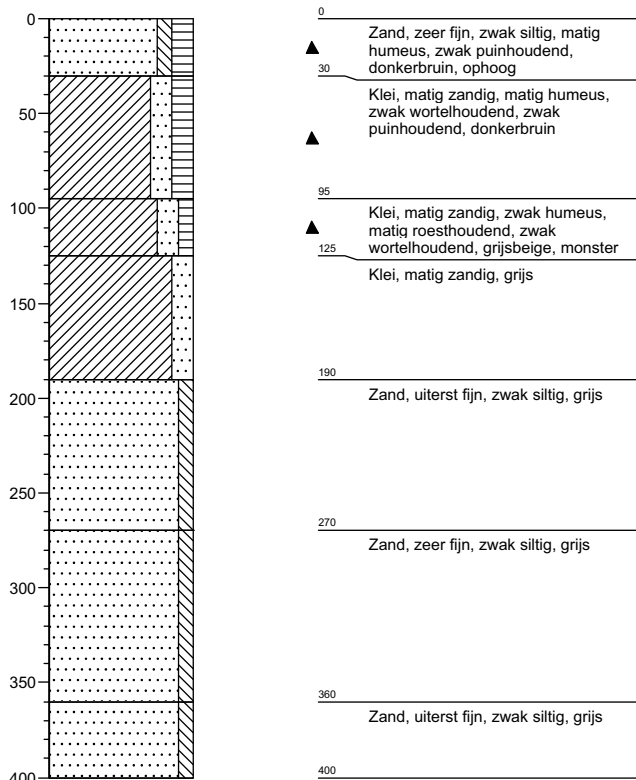 0
50
100
150
200
250
300
350
400
0
Zand, zeer fijn, zwak siltig, matig
humeus, zwak puinhoudend,
donkerbruin, ophoog
30
Klei, matig zandig, matig humeus,
zwak wortelhoudend, zwak
puinhoudend, donkerbruin
95
Klei, matig zandig, zwak humeus,
matig roesthoudend, zwak
wortelhoudend, grijsbeige, monster
125
Klei, matig zandig, grijs
190
Zand, uiterst fijn, zwak siltig, grijs
270
Zand, zeer fijn, zwak siltig, grijs
360
Zand, uiterst fijn, zwak siltig, grijs
400